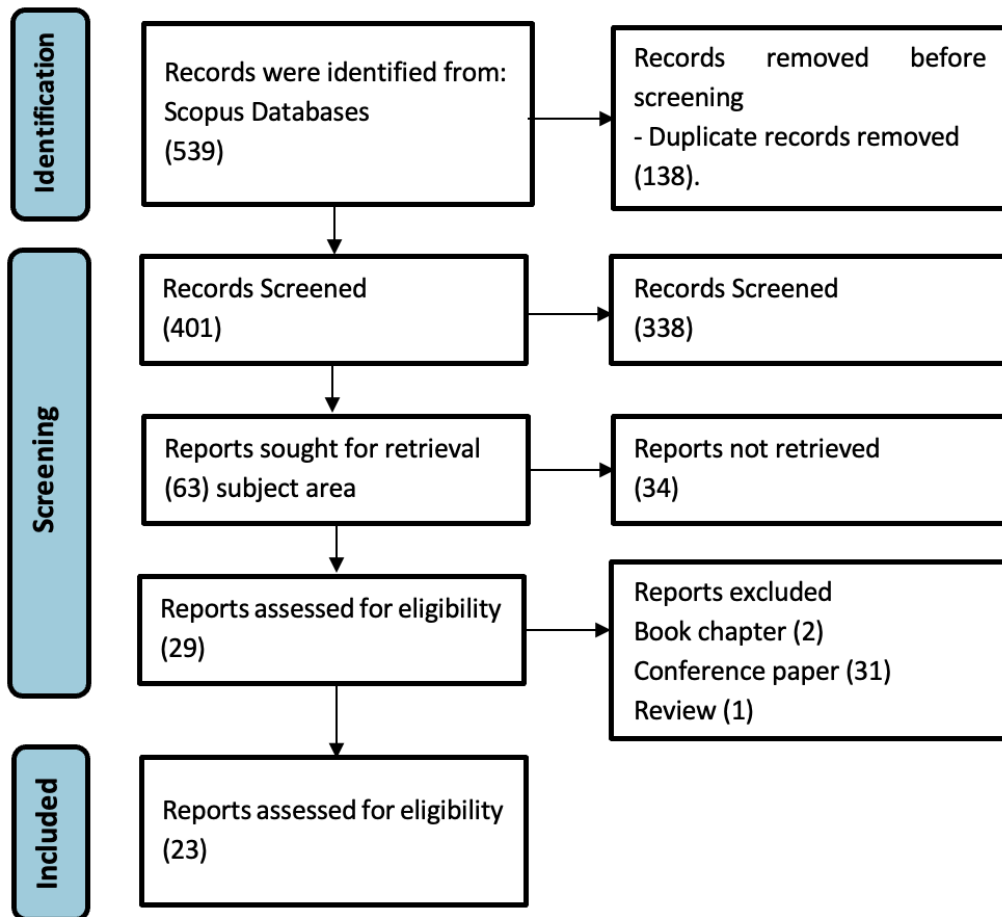 Identification
Records were identified from:
Scopus Databases
(539)
Records removed before
screening
- Duplicate records removed
(138).
Screening
Records Screened
(401)
Records Screened
(338)
Reports sought for retrieval
(63) subject area
Reports not retrieved
(34)
Reports assessed for eligibility
(29)
Reports excluded
Book chapter (2)
Conference paper (31)
Review (1)
Included
Reports assessed for eligibility
(23)